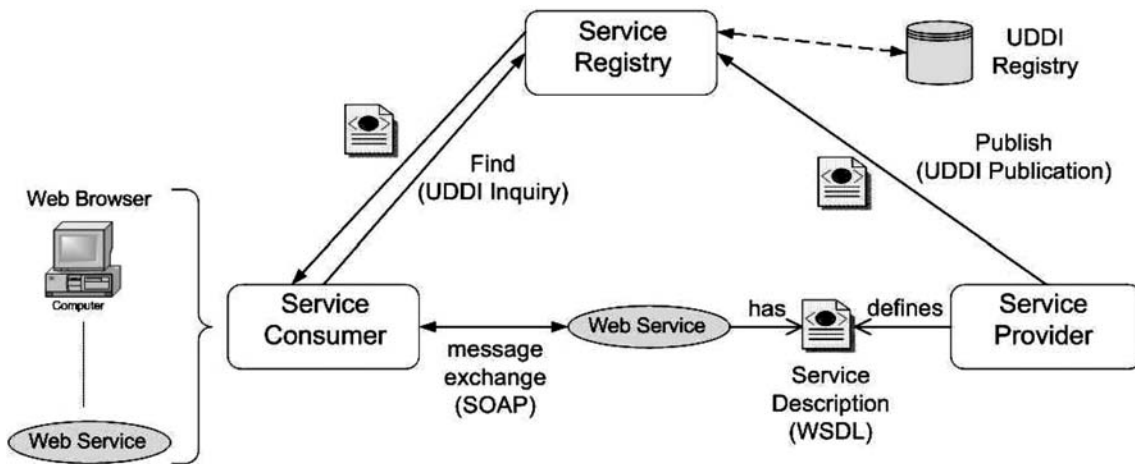 Service
Registry
UDDI
Registry
Find
(UDDI Inquiry)
Publish
(UDDI Publication)
Web Browser
Computer
Web Service
Service
Consumer
message
exchange
(SOAP)
Web Service
has
defines
Service
Description
(WSDL)
Service
Provider